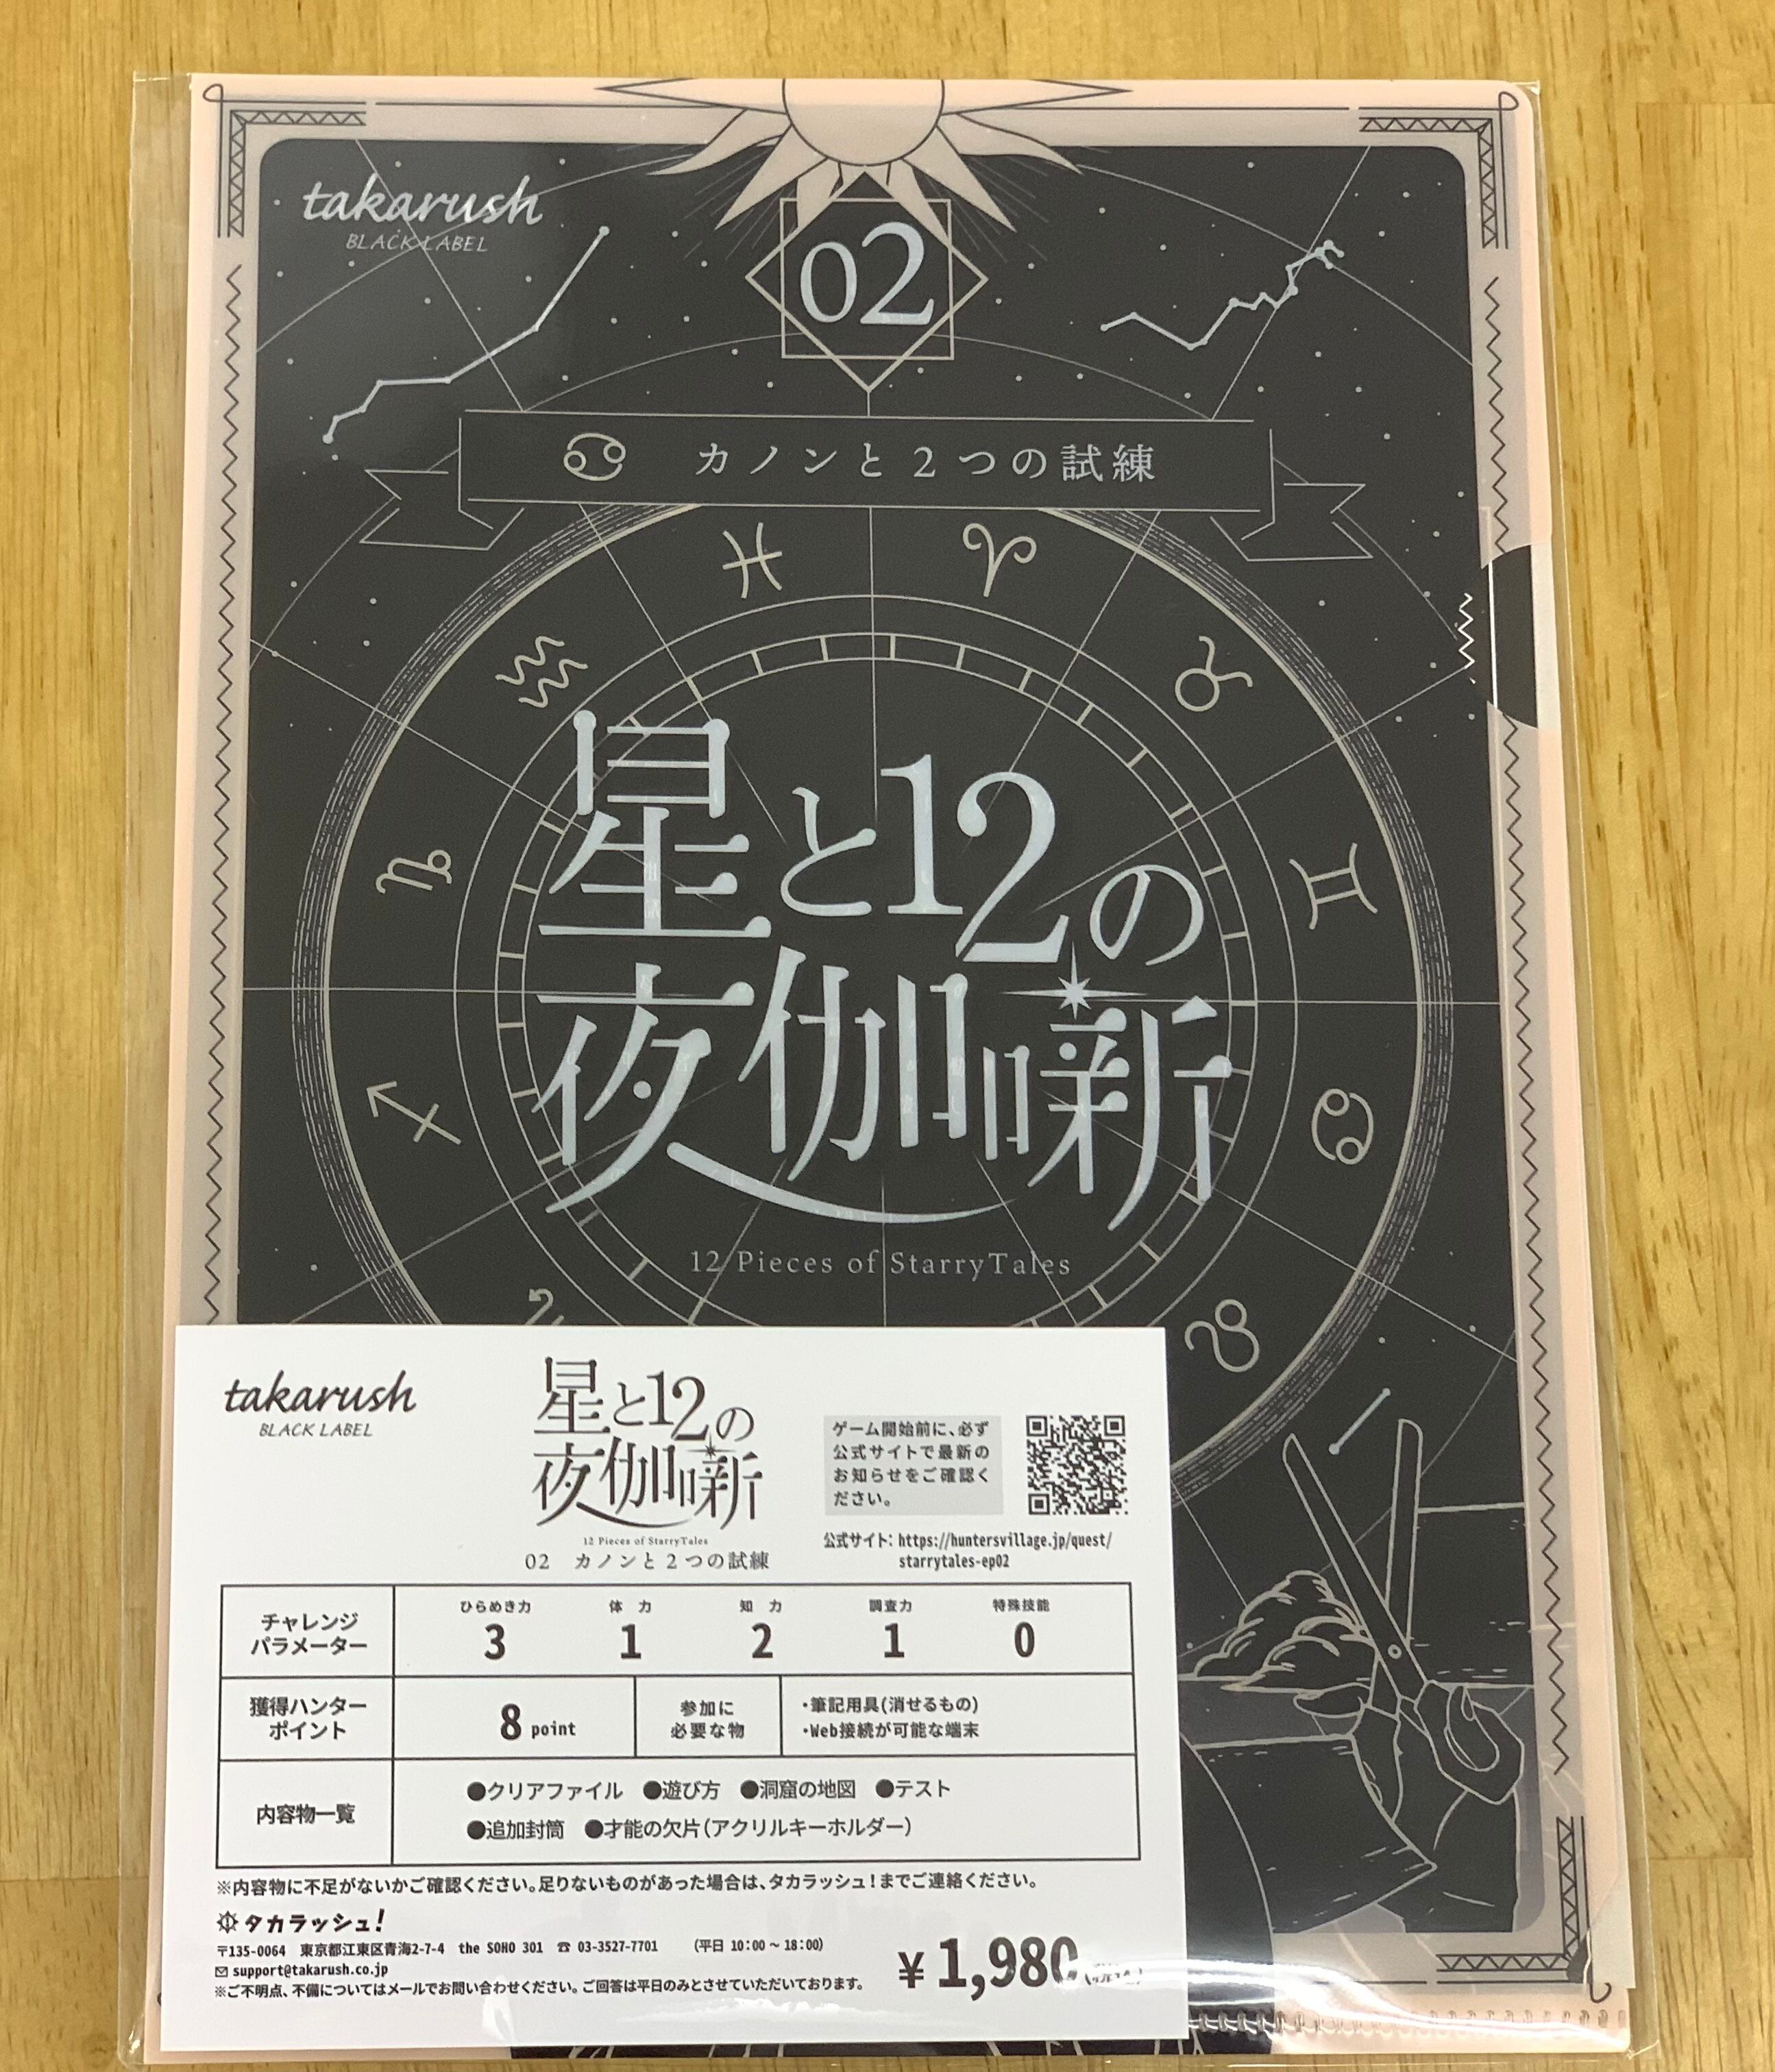 takarush
BLACK LABEL
02
カノンと2つの試練
星と12の
夜伽噺
12 Pieces of StarryTales
takarush
BLACK LABEL
星と12の
夜伽噺
12 Pieces of StarryTales
02 カノンと2つの試練
ゲーム開始前に、必ず
公式サイトで最新の
お知らせをご確認く
ださい。
公式サイト: https://huntersvillage.jp/quest/
starrytales-ep02
チャレンジ
パラメーター
ひらめき力 体 力 知 力 調査力 特殊技能
3 1 2 1 0
獲得ハンター
ポイント
8 point
参加に
必要な物
・筆記用具(消せるもの)
・Web接続が可能な端末
内容物一覧
●クリアファイル ●遊び方 ●洞窟の地図 ●テスト
●追加封筒 ●才能の欠片(アクリルキーホルダー)
※内容物に不足がないかご確認ください。足りないものがあった場合は、タカラッシュ!までご連絡ください。
タカラッシュ!
〒135-0064 東京都江東区青海2-7-4 the SOHO 301 ☎ 03-3527-7701 (平日 10:00 ~ 18:00)
✉ support@takarush.co.jp
※ご不明点、不備についてはメールでお問い合わせください。ご回答は平日のみとさせていただいております。
¥1,980